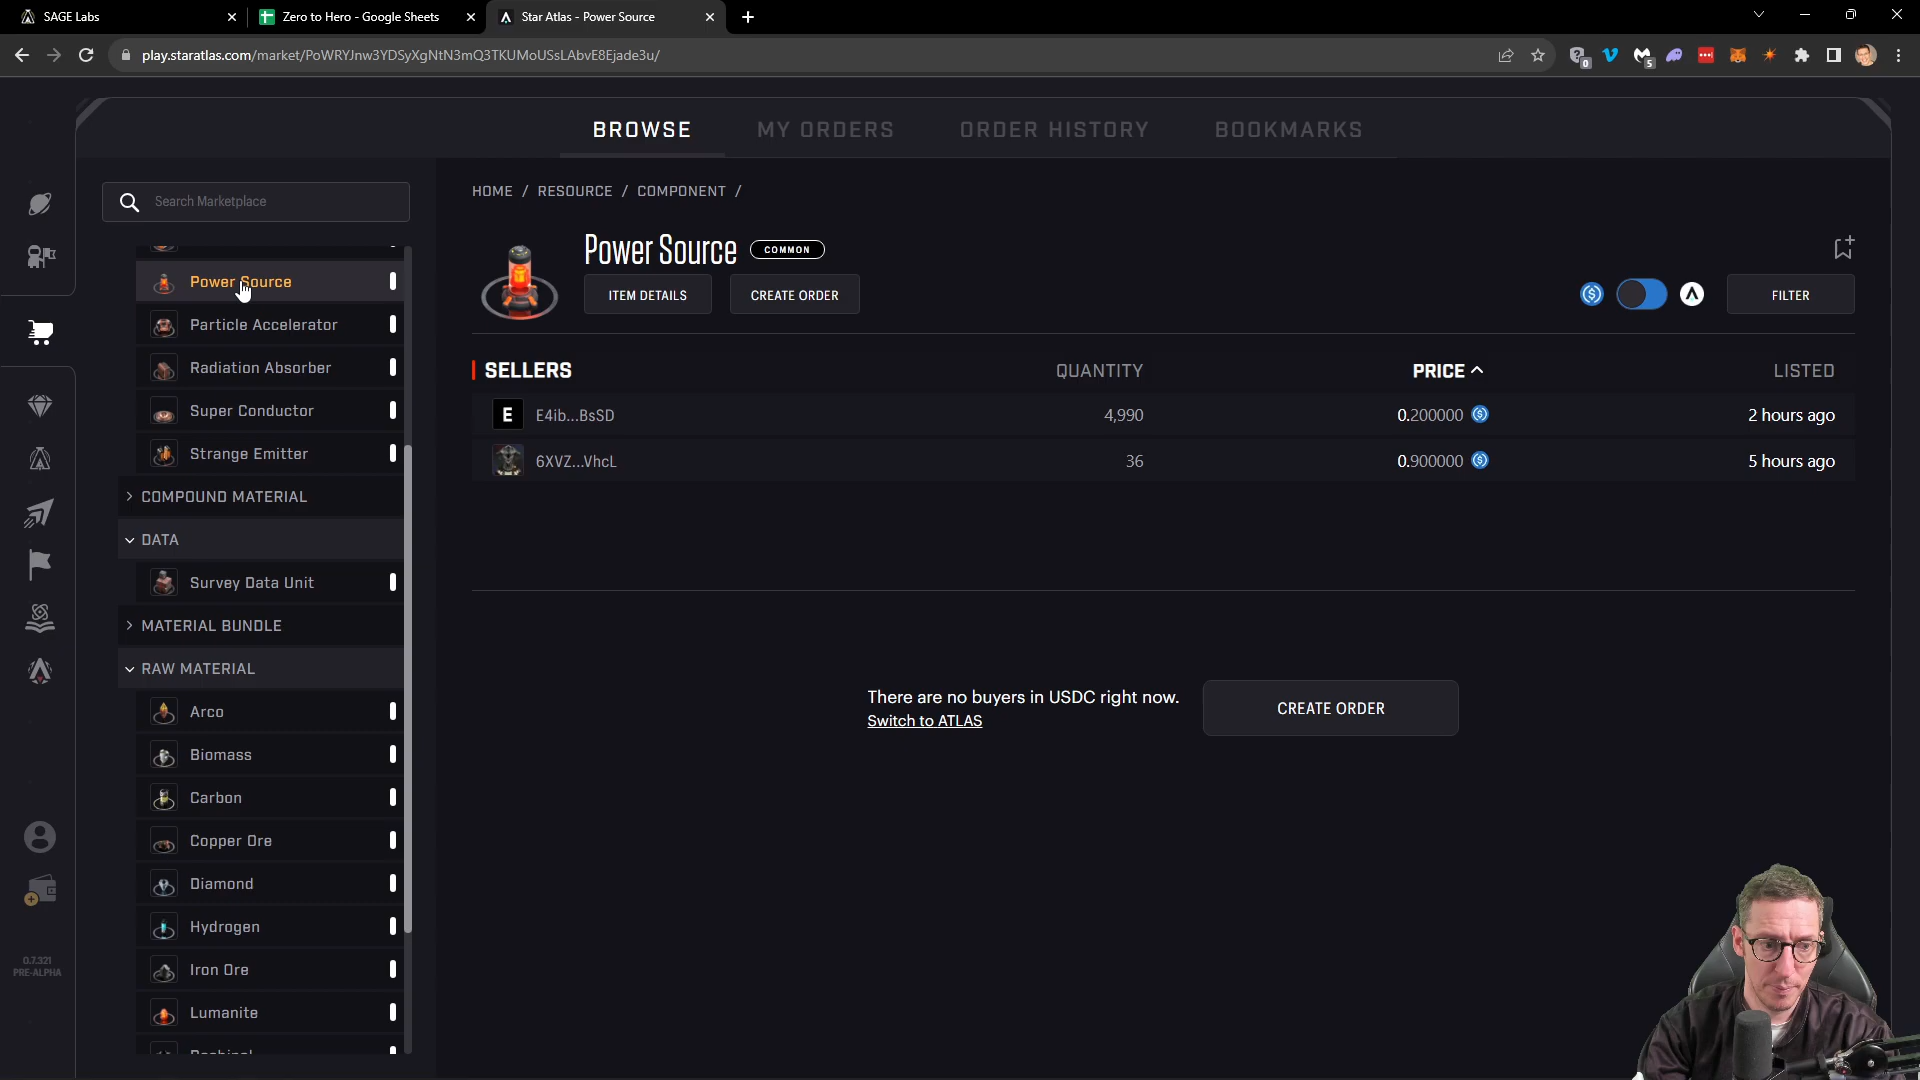 SAGE Labs
Zero to Hero - Google Sheets
Star Atlas - Power Source
play.staratlas.com/market/PoWRYJnw3YDSyXgNtN3mQ3TKUMoUSsLAbvE8Ejade3u/
0
5
BROWSE
MY ORDERS
ORDER HISTORY
BOOKMARKS
Search Marketplace
Power Source
Particle Accelerator
Radiation Absorber
Super Conductor
Strange Emitter
COMPOUND MATERIAL
DATA
Survey Data Unit
MATERIAL BUNDLE
RAW MATERIAL
Arco
Biomass
Carbon
Copper Ore
Diamond
Hydrogen
Iron Ore
Lumanite
0.7.321
PRE-ALPHA
HOME / RESOURCE / COMPONENT /
Power Source COMMON
ITEM DETAILS
CREATE ORDER
FILTER
SELLERS QUANTITY PRICE LISTED
E E4ib...BsSD 4,990 0.200000 2 hours ago
6XVZ...VhcL 36 0.900000 5 hours ago
There are no buyers in USDC right now.
Switch to ATLAS
CREATE ORDER